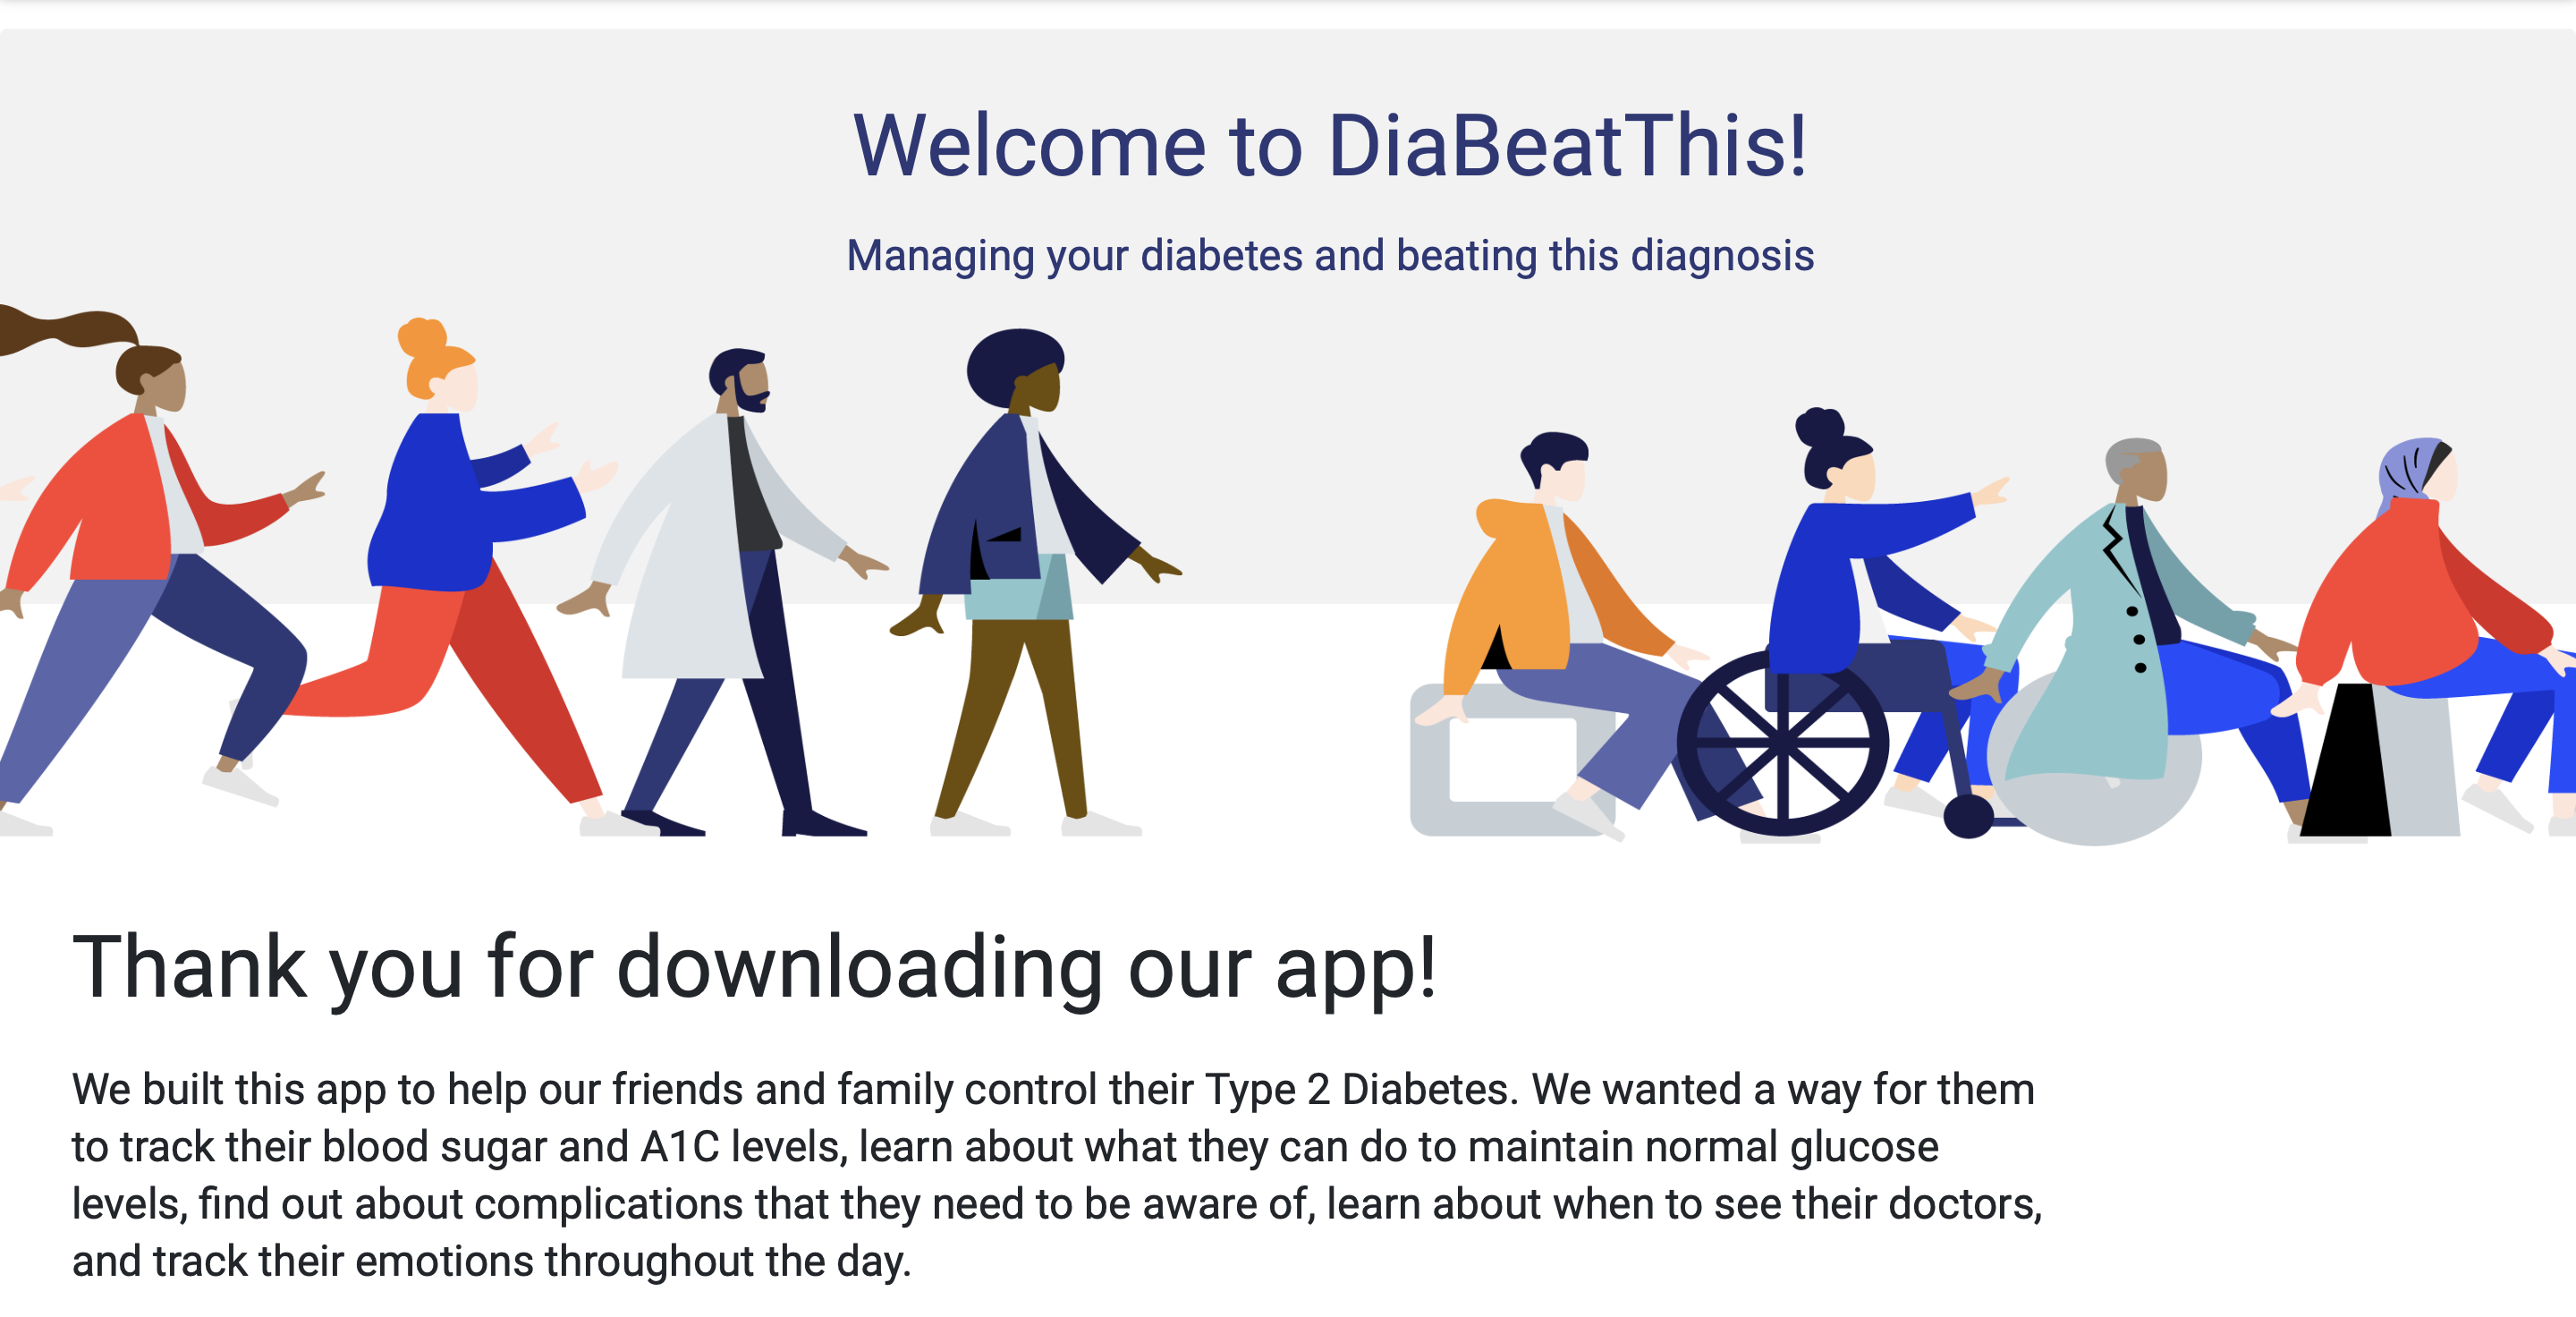 Welcome to DiaBeatThis!
Managing your diabetes and beating this diagnosis
Thank you for downloading our app!
We built this app to help our friends and family control their Type 2 Diabetes. We wanted a way for them
to track their blood sugar and A1C levels, learn about what they can do to maintain normal glucose
levels, find out about complications that they need to be aware of, learn about when to see their doctors,
and track their emotions throughout the day.